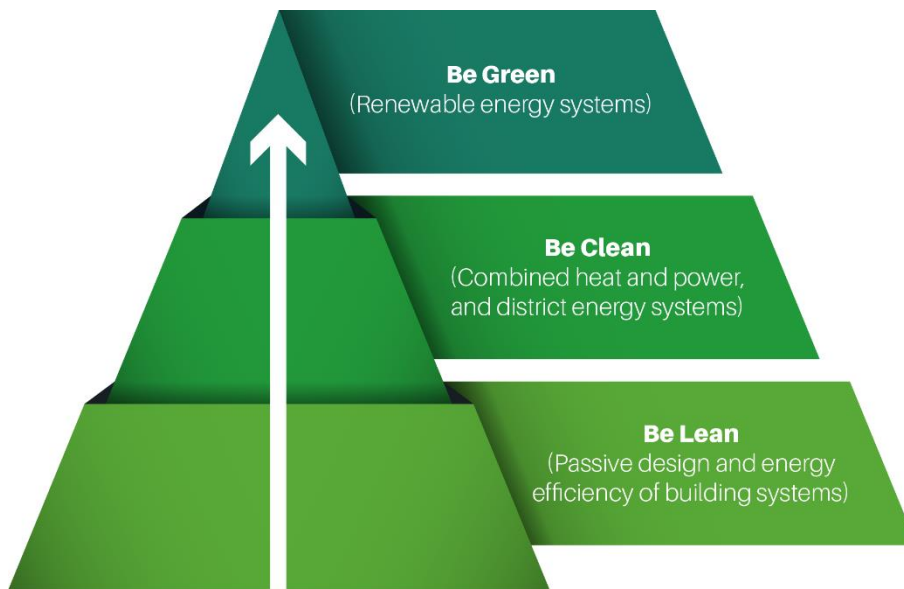 Be Green
(Renewable energy systems)
Be Clean
(Combined heat and power,
and district energy systems)
Be Lean
(Passive design and energy
efficiency of building systems)